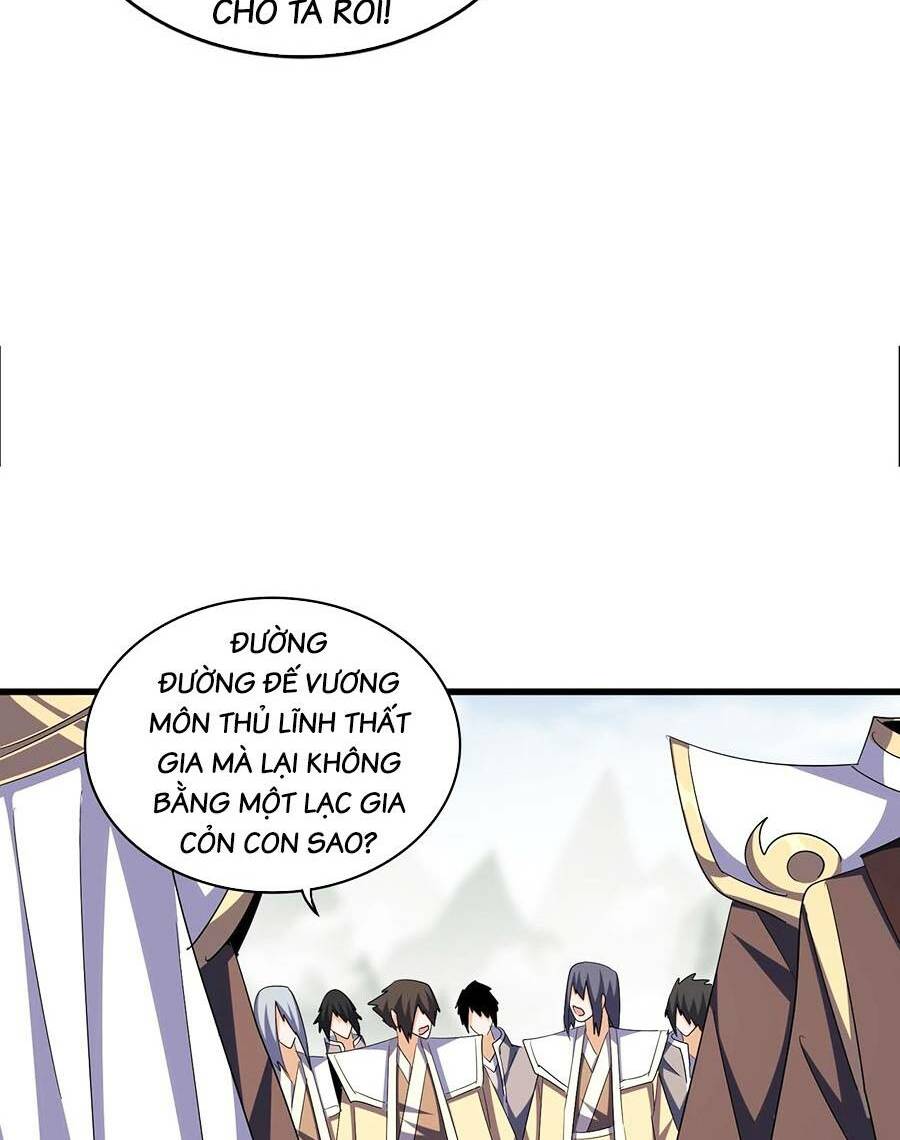 CHO TA RỒI!
ĐƯỜNG
ĐƯỜNG ĐẾ VƯƠNG
MÔN THỦ LĨNH THẤT
GIA MÀ LẠI KHÔNG
BẰNG MỘT LẠC GIA
CỎN CON SAO?